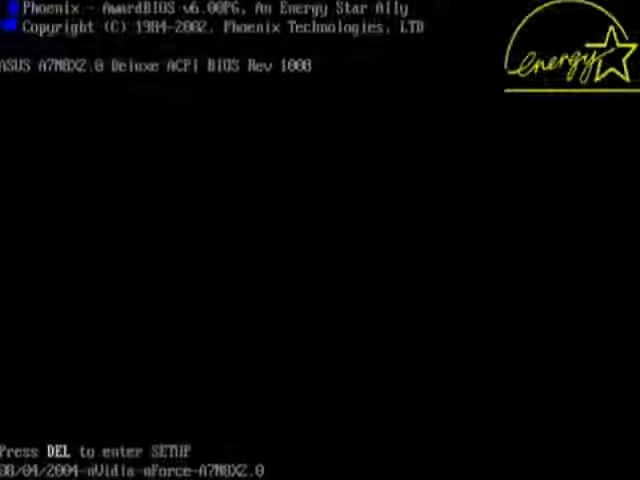 Phoenix - AwardBIOS v6.00PG, An Energy Star Ally
Copyright (C) 1984-2002, Phoenix Technologies, LTD
energy
ASUS A7N8X2.0 Deluxe ACPI BIOS Rev 1008
Press DEL to enter SETUP
08/04/2004-nVidia-nForce-A7N8X2.0